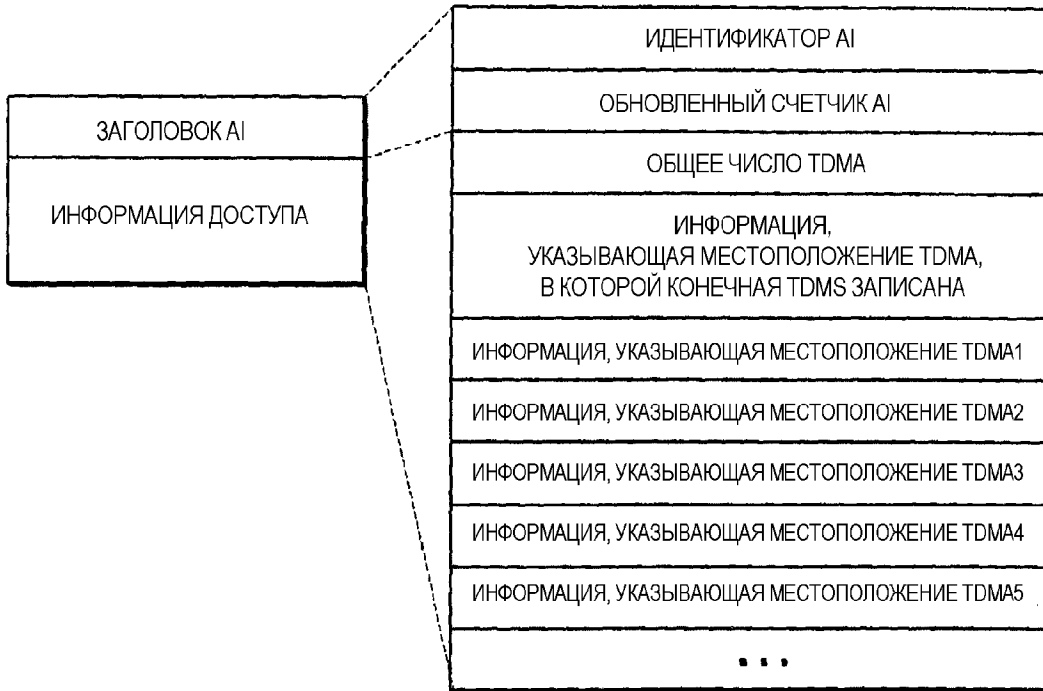 ЗАГОЛОВОК AI
ИНФОРМАЦИЯ ДОСТУПА
ИДЕНТИФИКАТОР AI
ОБНОВЛЕННЫЙ СЧЕТЧИК AI
ОБЩЕЕ ЧИСЛО TDMA
ИНФОРМАЦИЯ,
УКАЗЫВАЮЩАЯ МЕСТОПОЛОЖЕНИЕ TDMA,
В КОТОРОЙ КОНЕЧНАЯ TDMS ЗАПИСАНА
ИНФОРМАЦИЯ, УКАЗЫВАЮЩАЯ МЕСТОПОЛОЖЕНИЕ TDMA1
ИНФОРМАЦИЯ, УКАЗЫВАЮЩАЯ МЕСТОПОЛОЖЕНИЕ TDMA2
ИНФОРМАЦИЯ, УКАЗЫВАЮЩАЯ МЕСТОПОЛОЖЕНИЕ TDMA3
ИНФОРМАЦИЯ, УКАЗЫВАЮЩАЯ МЕСТОПОЛОЖЕНИЕ TDMA4
ИНФОРМАЦИЯ, УКАЗЫВАЮЩАЯ МЕСТОПОЛОЖЕНИЕ TDMA5
...